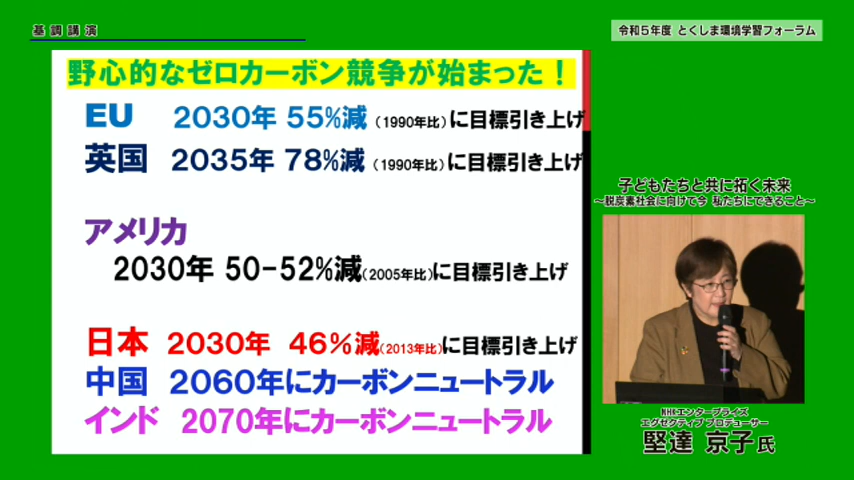 基調講演
令和5年度 とくしま環境学習フォーラム
野心的なゼロカーボン競争が始まった！
EU 2030年 55%減（1990年比）に目標引き上げ
英国 2035年 78%減（1990年比）に目標引き上げ
アメリカ
2030年 50-52%減（2005年比）に目標引き上げ
日本 2030年 46%減（2013年比）に目標引き上げ
中国 2060年にカーボンニュートラル
インド 2070年にカーボンニュートラル
子どもたちと共に拓く未来
～脱炭素社会に向けて今 私たちにできること～
NHKエンタープライズ
エグゼクティブ プロデューサー
堅達 京子 氏